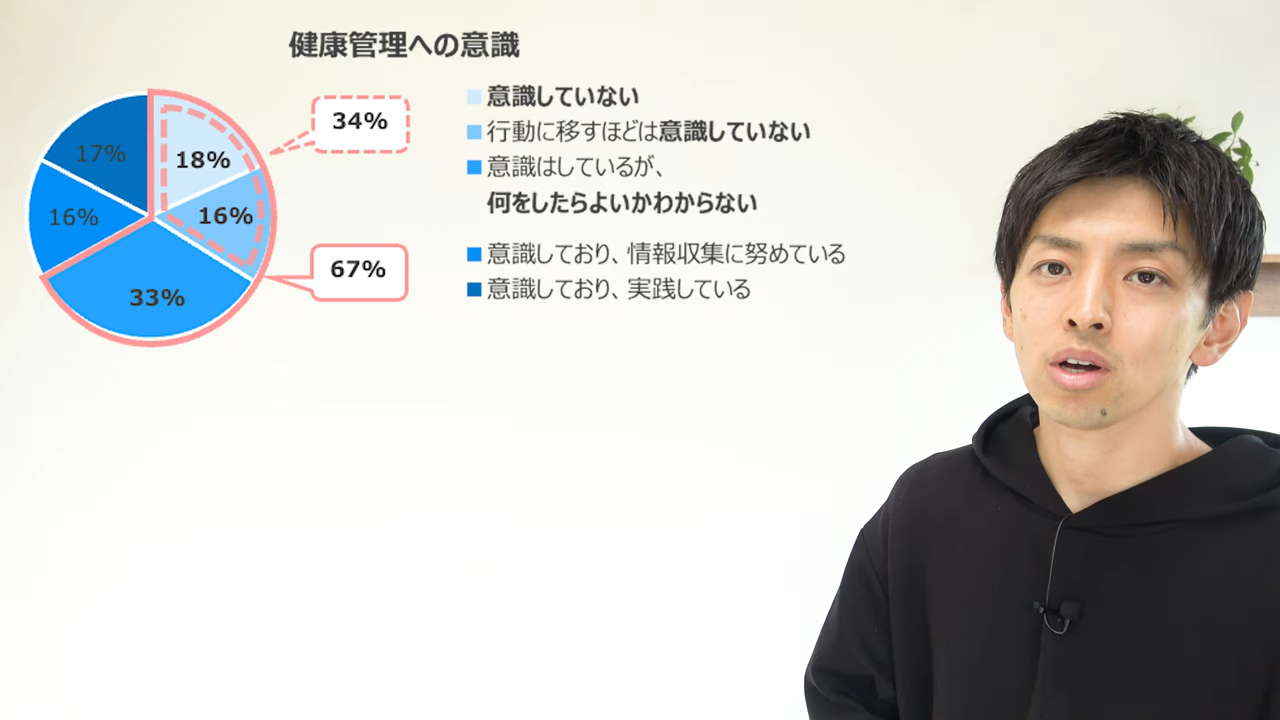 健康管理への意識
34%
67%
17%
18%
16%
16%
33%
意識していない
行動に移すほどは意識していない
意識はしているが、
何をしたらよいかわからない
意識しており、情報収集に努めている
意識しており、実践している